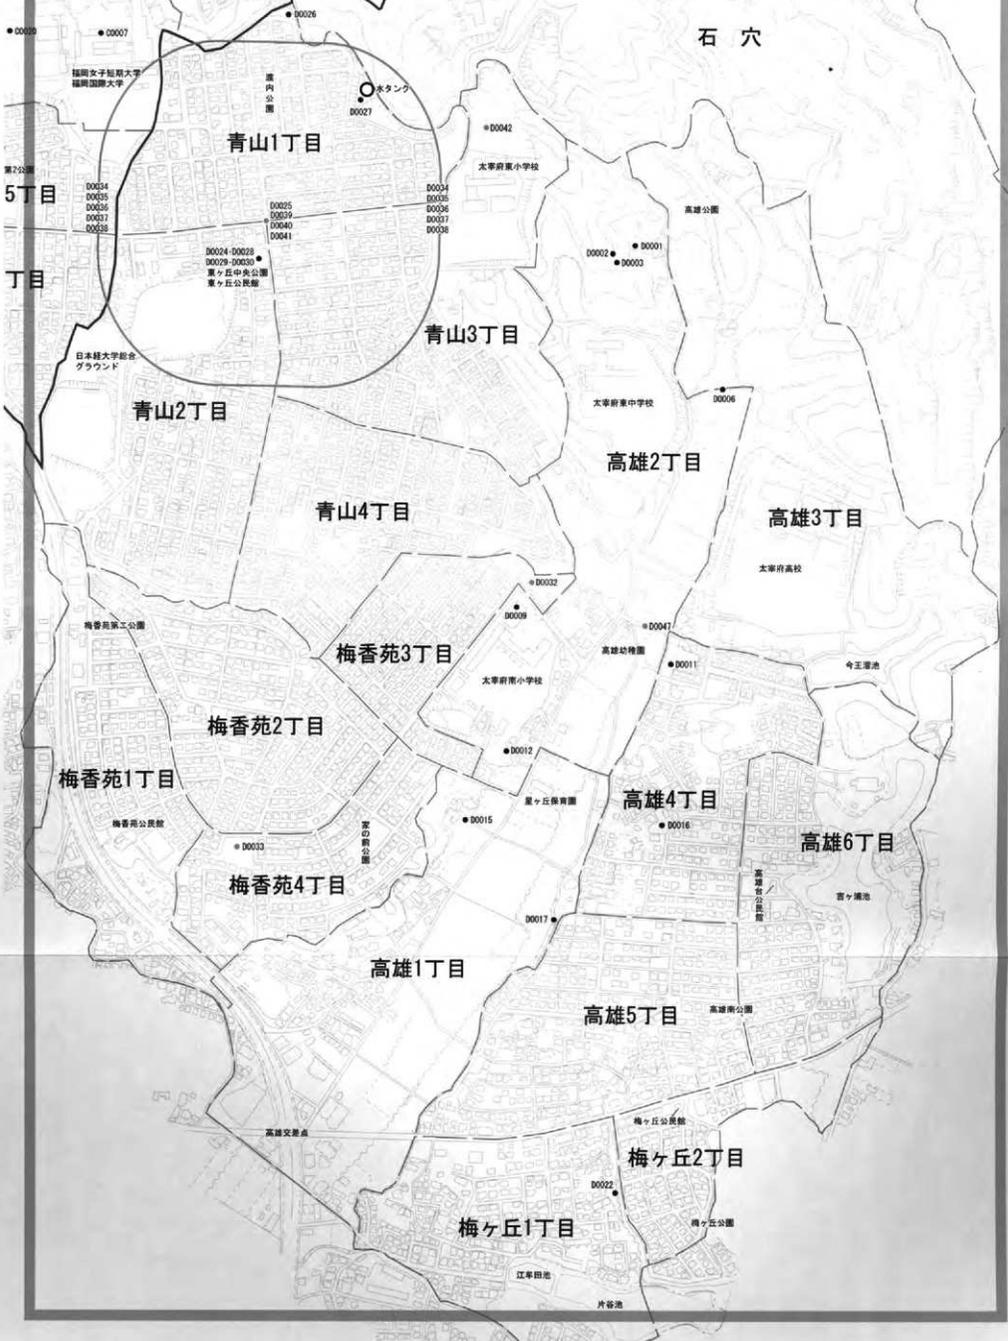 D0026
D0020
D0007
石 穴
福岡女子短期大学
福岡国際大学
渡内公園
水タンク
D0027
青山1丁目
D0042
太宰府東小学校
第2公園
5丁目
D0034
D0035
D0036
D0037
D0038
D0025
D0039
D0040
D0041
D0034
D0035
D0036
D0037
D0038
高雄公園
D0024-D0028
D0029-D0030
東ヶ丘中央公園
東ヶ丘公民館
D0002
D0001
D0003
丁目
青山3丁目
日本経大学総合
グラウンド
青山2丁目
太宰府東中学校
D0006
高雄2丁目
青山4丁目
高雄3丁目
太宰府高校
D0032
D0009
梅香苑第二公園
D0047
高雄幼稚園
梅香苑3丁目
D0011
今王溜池
太宰府南小学校
梅香苑2丁目
D0012
梅香苑1丁目
星ヶ丘保育園
高雄4丁目
梅香苑公民館
D0015
D0016
家の前公園
高雄6丁目
D0033
梅香苑4丁目
高雄台公民館
吉ヶ浦池
D0017
高雄1丁目
高雄5丁目
高雄南公園
高雄交差点
梅ヶ丘公民館
梅ヶ丘2丁目
D0022
梅ヶ丘1丁目
梅ヶ丘公園
江牟田池
片谷池